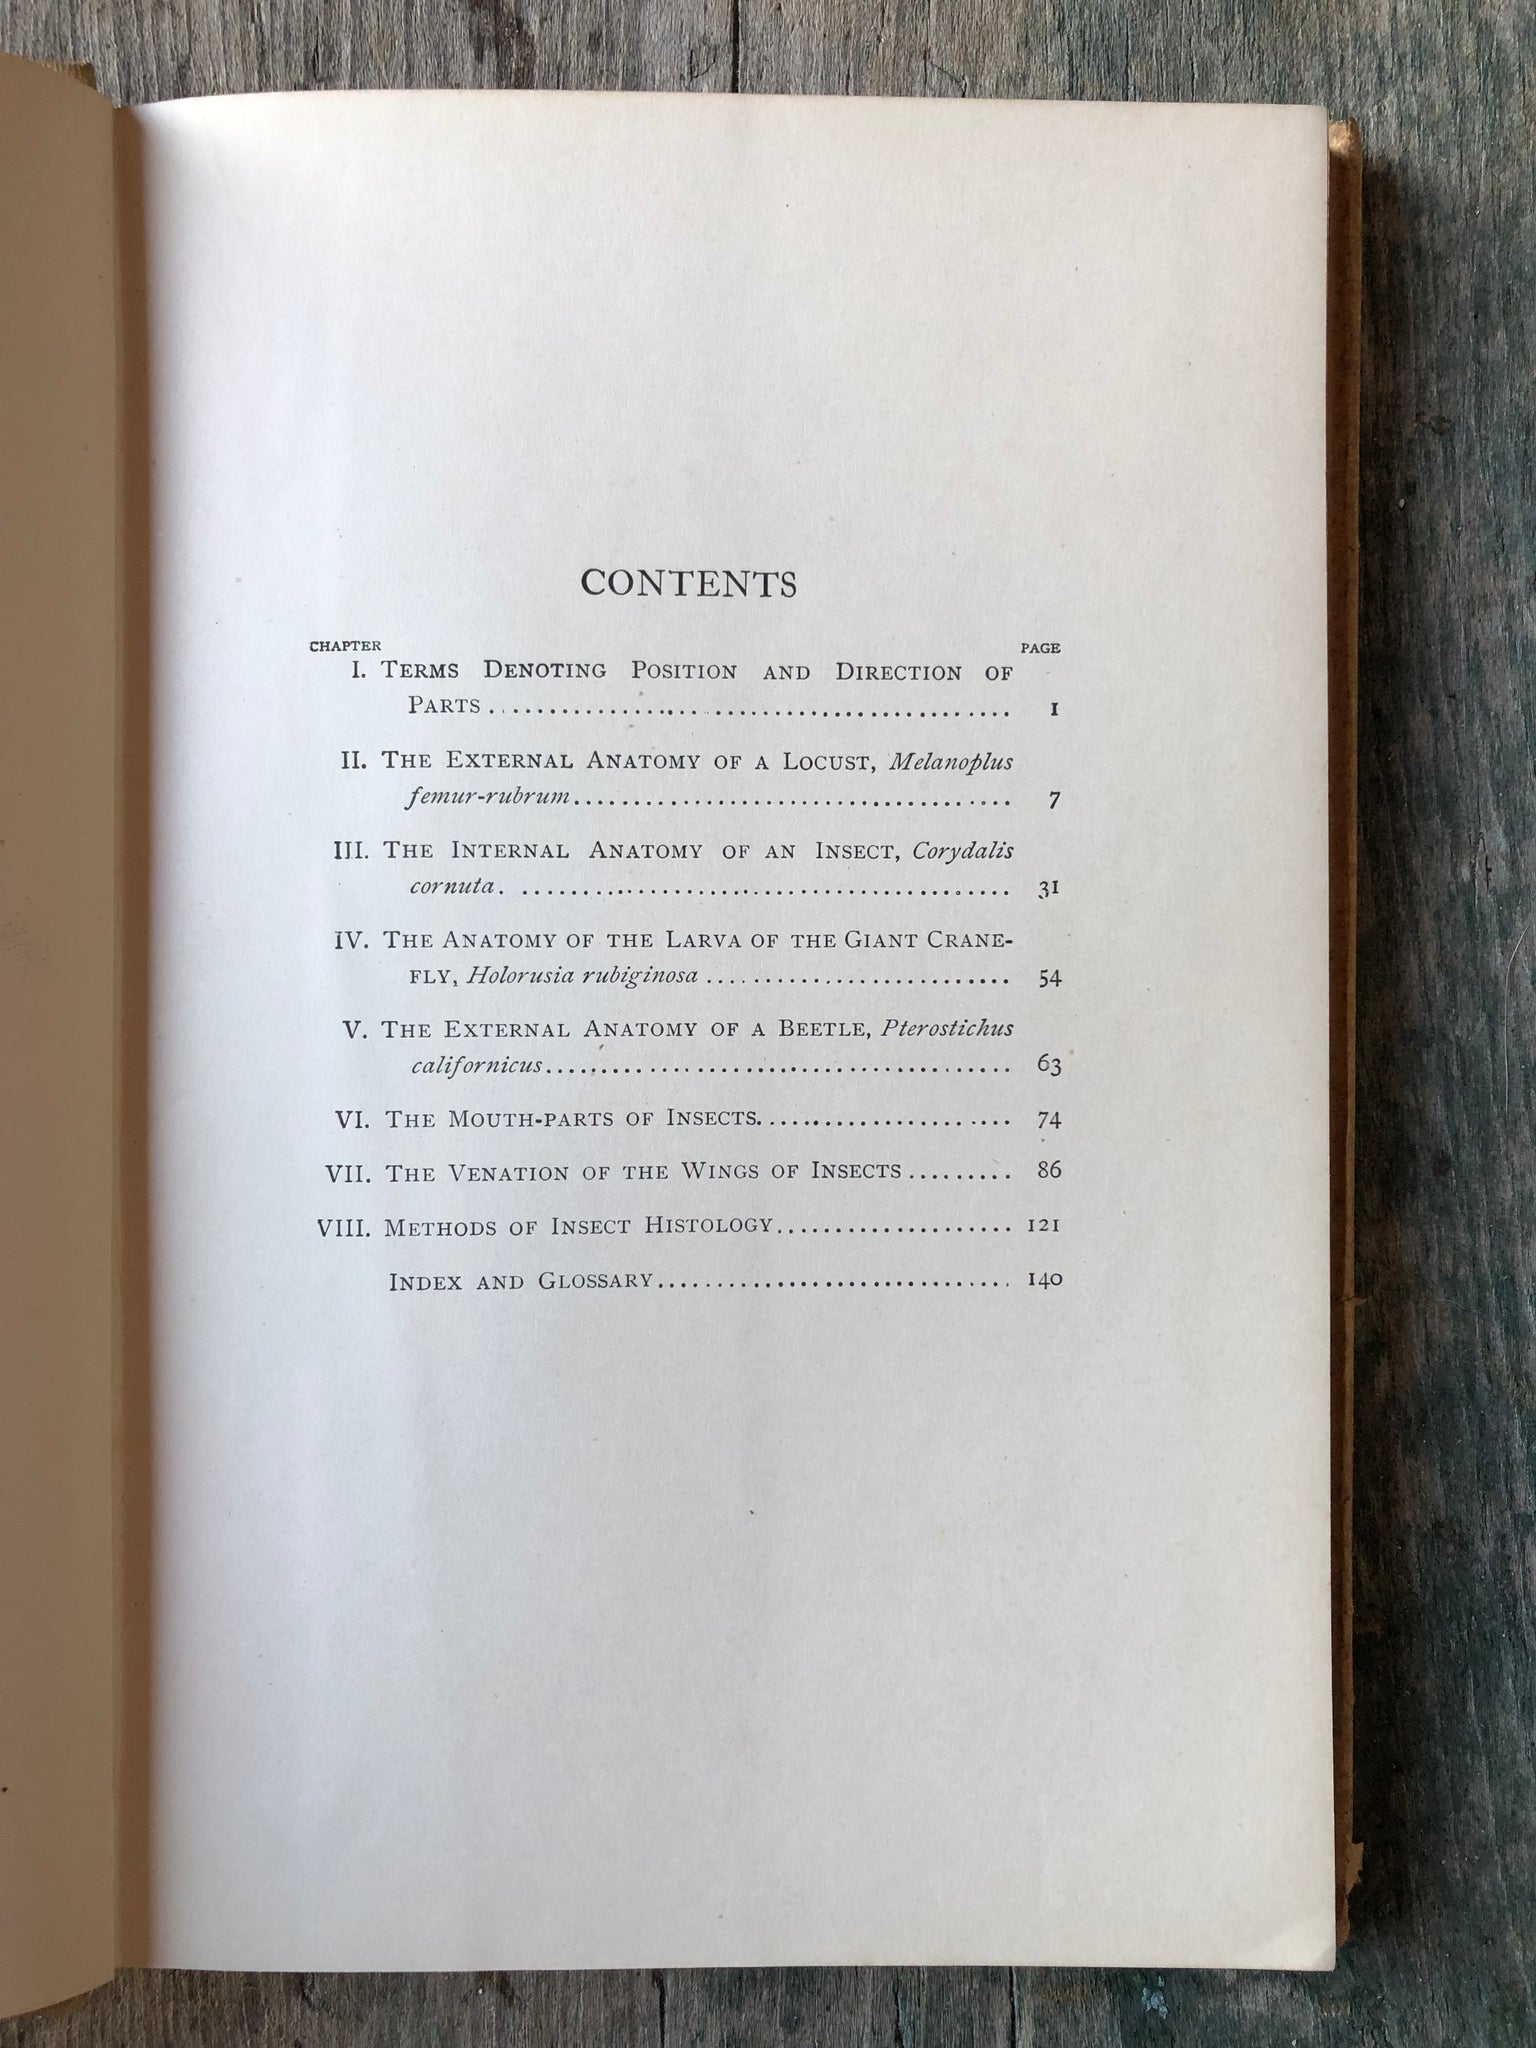 CONTENTS
CHAPTER PAGE
I. TERMS DENOTING POSITION AND DIRECTION OF
PARTS ........................................ 1
II. THE EXTERNAL ANATOMY OF A LOCUST, Melanoplus
femur-rubrum.................................... 7
III. THE INTERNAL ANATOMY OF AN INSECT, Corydalis
cornuta. ........................................ 31
IV. THE ANATOMY OF THE LARVA OF THE GIANT CRANE-
FLY, Holorusia rubiginosa .......................... 54
V. THE EXTERNAL ANATOMY OF A BEETLE, Pterostichus
californicus....................................... 63
VI. THE MOUTH-PARTS OF INSECTS..................... 74
VII. THE VENATION OF THE WINGS OF INSECTS ......... 86
VIII. METHODS OF INSECT HISTOLOGY.................... 121
INDEX AND GLOSSARY.............................. 140